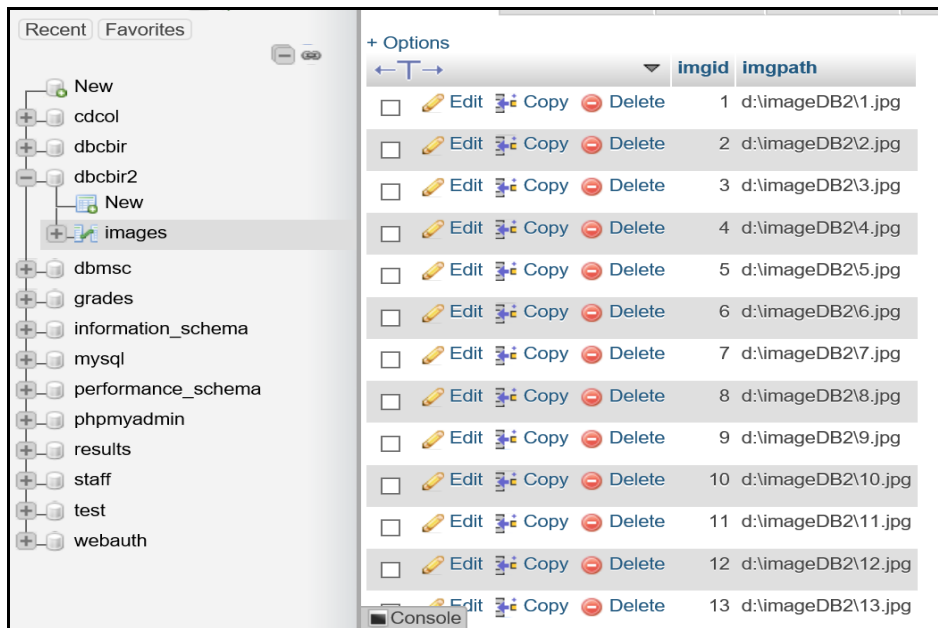 Recent Favorites
New
cdcol
dbcbir
dbcbir2
New
images
dbmsc
grades
information_schema
mysql
performance_schema
phpmyadmin
results
staff
test
webauth
+ Options
imgid imgpath
Edit Copy Delete 1 d:\imageDB2\1.jpg
Edit Copy Delete 2 d:\imageDB2\2.jpg
Edit Copy Delete 3 d:\imageDB2\3.jpg
Edit Copy Delete 4 d:\imageDB2\4.jpg
Edit Copy Delete 5 d:\imageDB2\5.jpg
Edit Copy Delete 6 d:\imageDB2\6.jpg
Edit Copy Delete 7 d:\imageDB2\7.jpg
Edit Copy Delete 8 d:\imageDB2\8.jpg
Edit Copy Delete 9 d:\imageDB2\9.jpg
Edit Copy Delete 10 d:\imageDB2\10.jpg
Edit Copy Delete 11 d:\imageDB2\11.jpg
Edit Copy Delete 12 d:\imageDB2\12.jpg
Edit Copy Delete 13 d:\imageDB2\13.jpg
Console